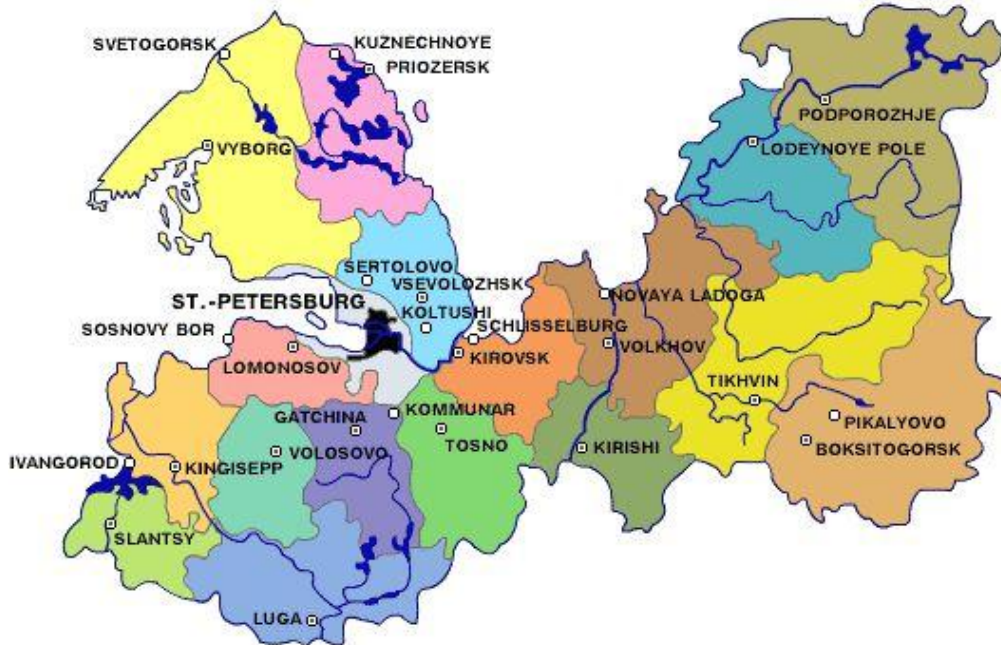 SVETOGORSK
KUZNECHNOYE
PRIOZERSK
PODPOROZHJE
VYBORG
LODEYNOYE POLE
SERTOLOVO
VSEVOLOZHSK
ST.-PETERSBURG
NOVAYA LADOGA
KOLTUSHI
SOSNOVY BOR
SCHLISSELBURG
VOLKHOV
KIROVSK
LOMONOSOV
TIKHVIN
GATCHINA
KOMMUNAR
PIKALYOVO
TOSNO
BOKSITOGORSK
KIRISHI
VOLOSOVO
IVANGOROD
KINGISEPP
SLANTSY
LUGA